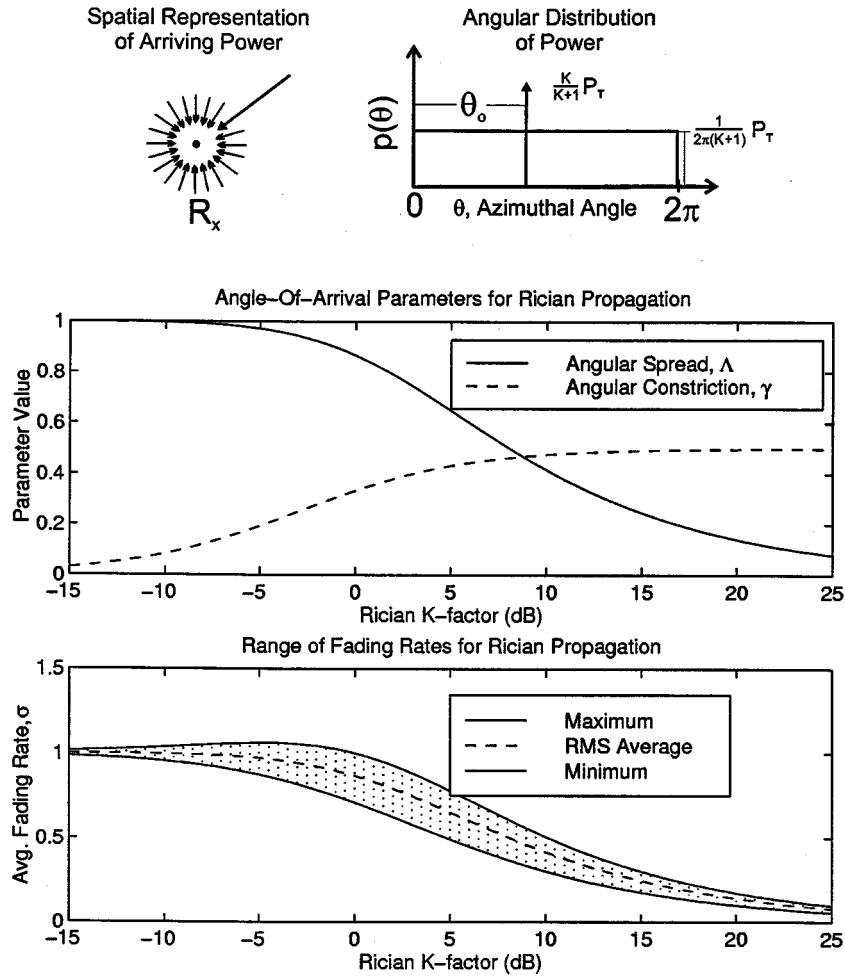 Spatial Representation
of Arriving Power
Rx
Angular Distribution
of Power
p(θ)
θo
K/K+1 PT
1/2π(K+1) PT
0
θ, Azimuthal Angle
2π
Angle-Of-Arrival Parameters for Rician Propagation
Parameter Value
1
0.8
0.6
0.4
0.2
0
Angular Spread, Λ
Angular Constriction, γ
-15 -10 -5 0 5 10 15 20 25
Rician K-factor (dB)
Range of Fading Rates for Rician Propagation
Avg. Fading Rate, σ
1.5
1
0.5
0
Maximum
RMS Average
Minimum
-15 -10 -5 0 5 10 15 20 25
Rician K-factor (dB)